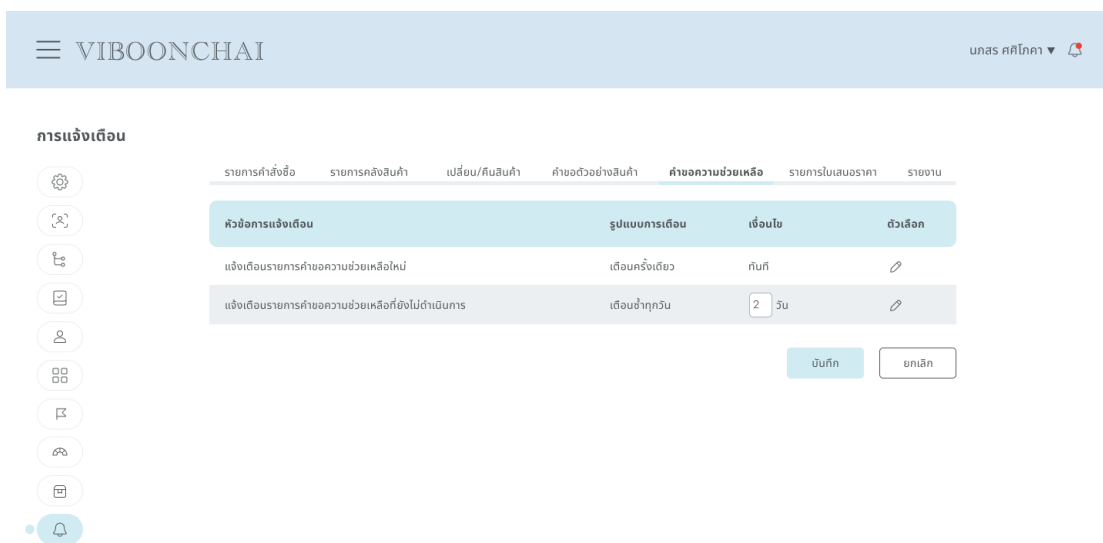 VIBOONCHAI
นภสร ศศิโภคา ▼
การแจ้งเตือน
รายการคำสั่งซื้อ รายการคลังสินค้า เปลี่ยน/คืนสินค้า คำขอตัวอย่างสินค้า คำขอความช่วยเหลือ รายการใบเสนอราคา รายงาน
หัวข้อการแจ้งเตือน รูปแบบการเตือน เงื่อนไข ตัวเลือก
แจ้งเตือนรายการคำขอความช่วยเหลือใหม่ เตือนครั้งเดียว ทันที
แจ้งเตือนรายการคำขอความช่วยเหลือที่ยังไม่ดำเนินการ เตือนซ้ำทุกวัน 2 วัน
บันทึก ยกเลิก